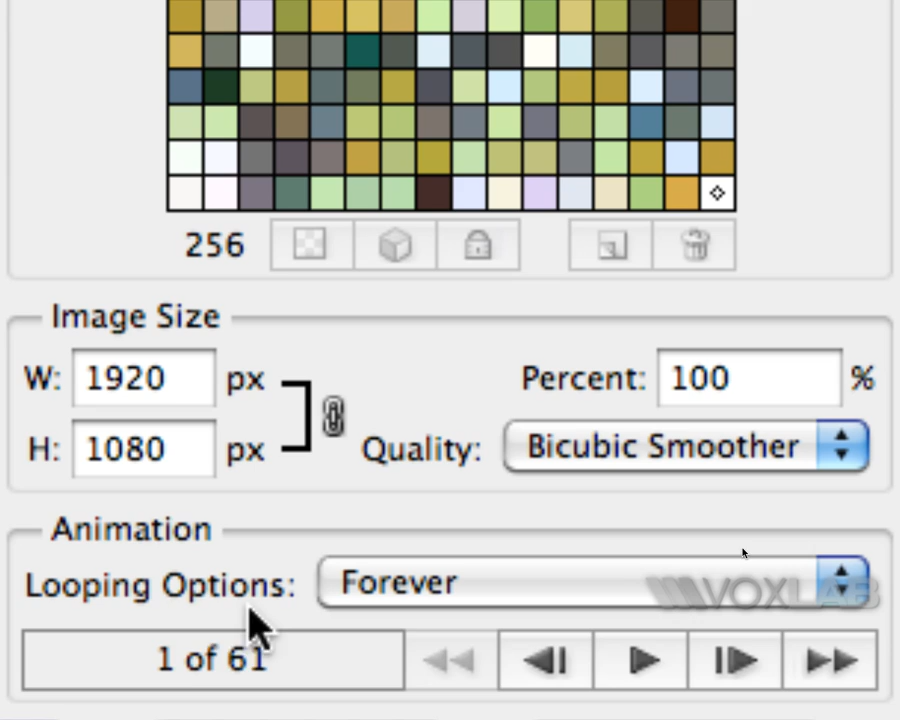 256
Image Size
W: 1920 px
Percent: 100 %
H: 1080 px
Quality: Bicubic Smoother
Animation
Looping Options: Forever
VOXLAB
1 of 61